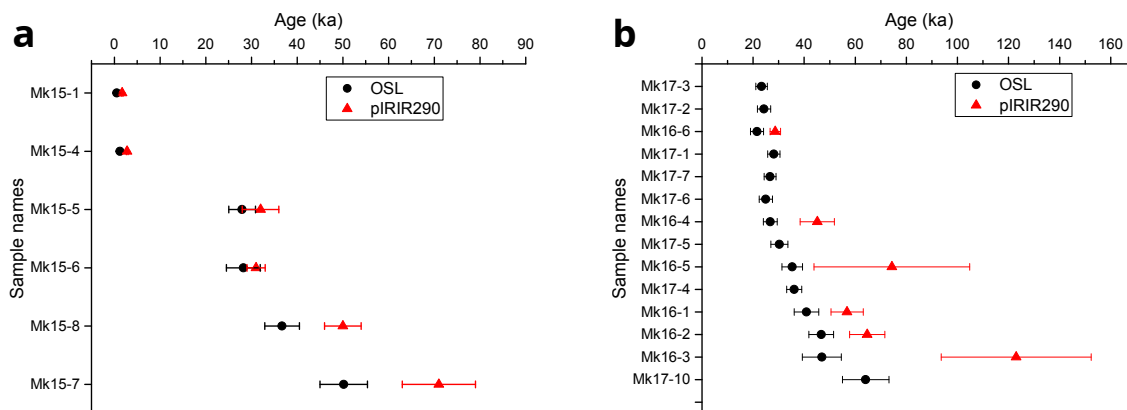 a
Age (ka)
0 10 20 30 40 50 60 70 80 90
OSL
pIRIR290
Sample names
Mk15-1
Mk15-4
Mk15-5
Mk15-6
Mk15-8
Mk15-7
b
Age (ka)
0 20 40 60 80 100 120 140 160
OSL
pIRIR290
Sample names
Mk17-3
Mk17-2
Mk16-6
Mk17-1
Mk17-7
Mk17-6
Mk16-4
Mk17-5
Mk16-5
Mk17-4
Mk16-1
Mk16-2
Mk16-3
Mk17-10